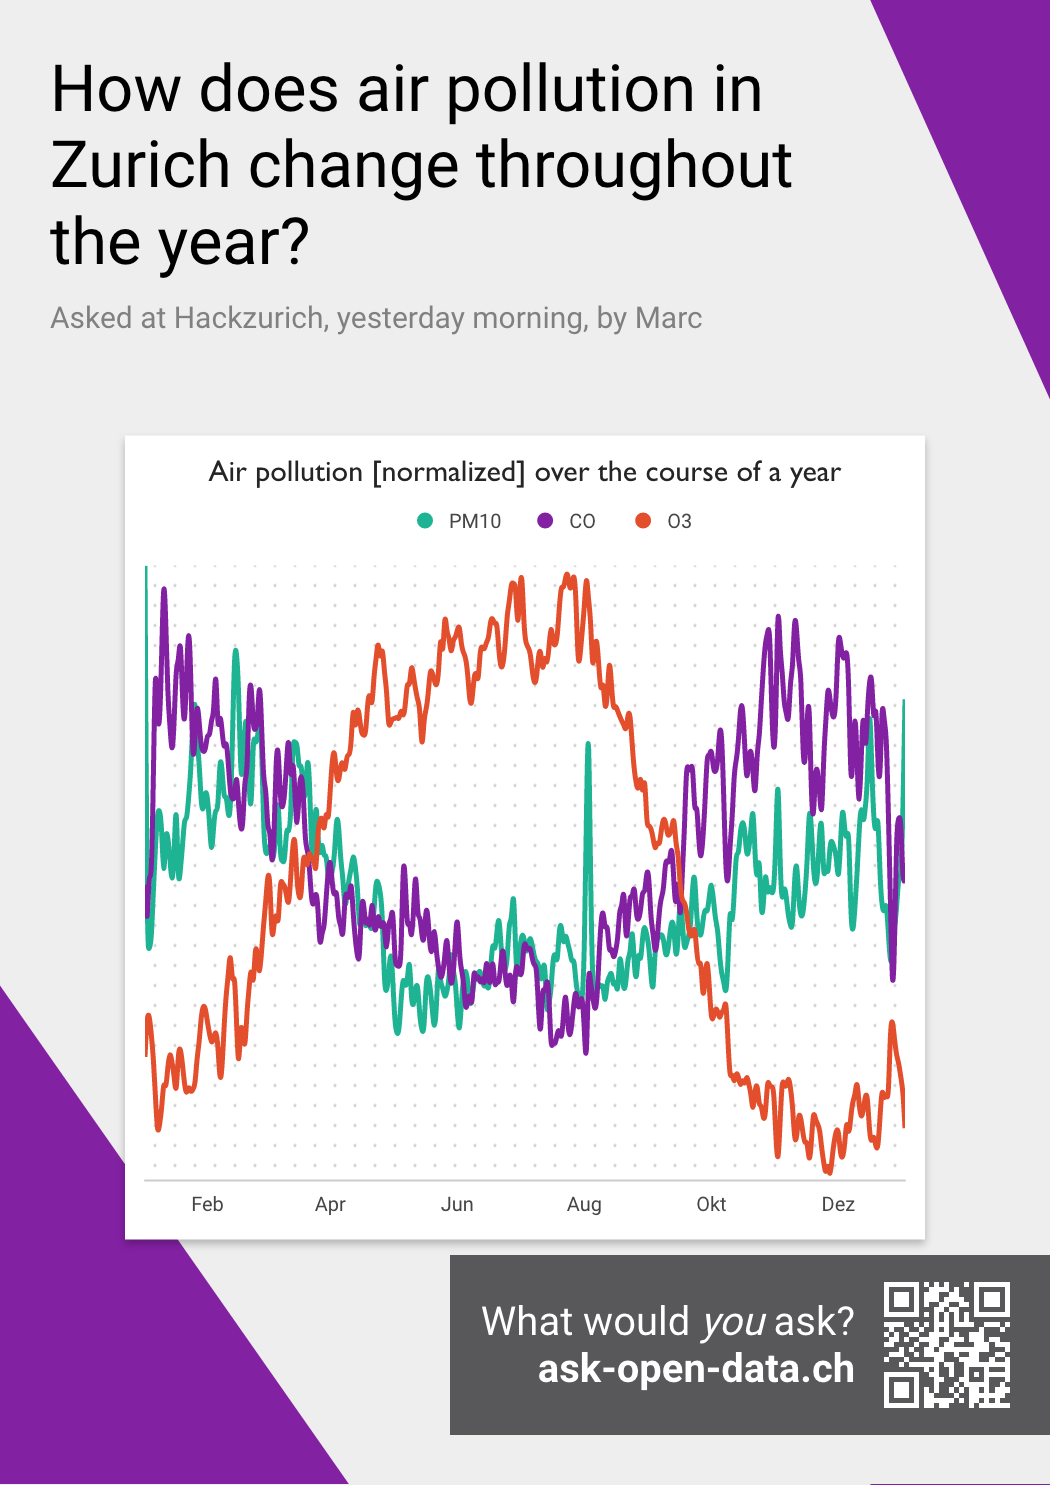 How does air pollution in
Zurich change throughout
the year?
Asked at Hackzurich, yesterday morning, by Marc
Air pollution [normalized] over the course of a year
PM10 CO O3
Feb Apr Jun Aug Okt Dez
What would you ask?
ask-open-data.ch